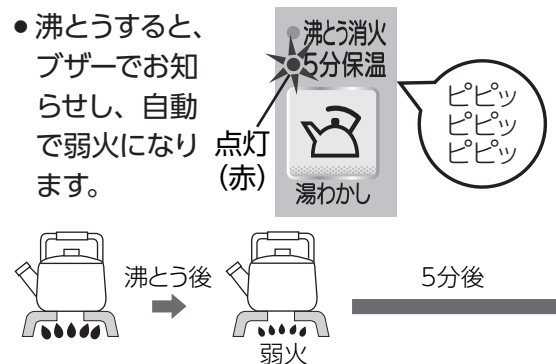 ●沸とうすると、
ブザーでお知
らせし、自動
で弱火になり
ます。
沸とう消火
5分保温
点灯
(赤)
湯わかし
ピピッ
ピピッ
ピピッ
沸とう後
弱火
5分後